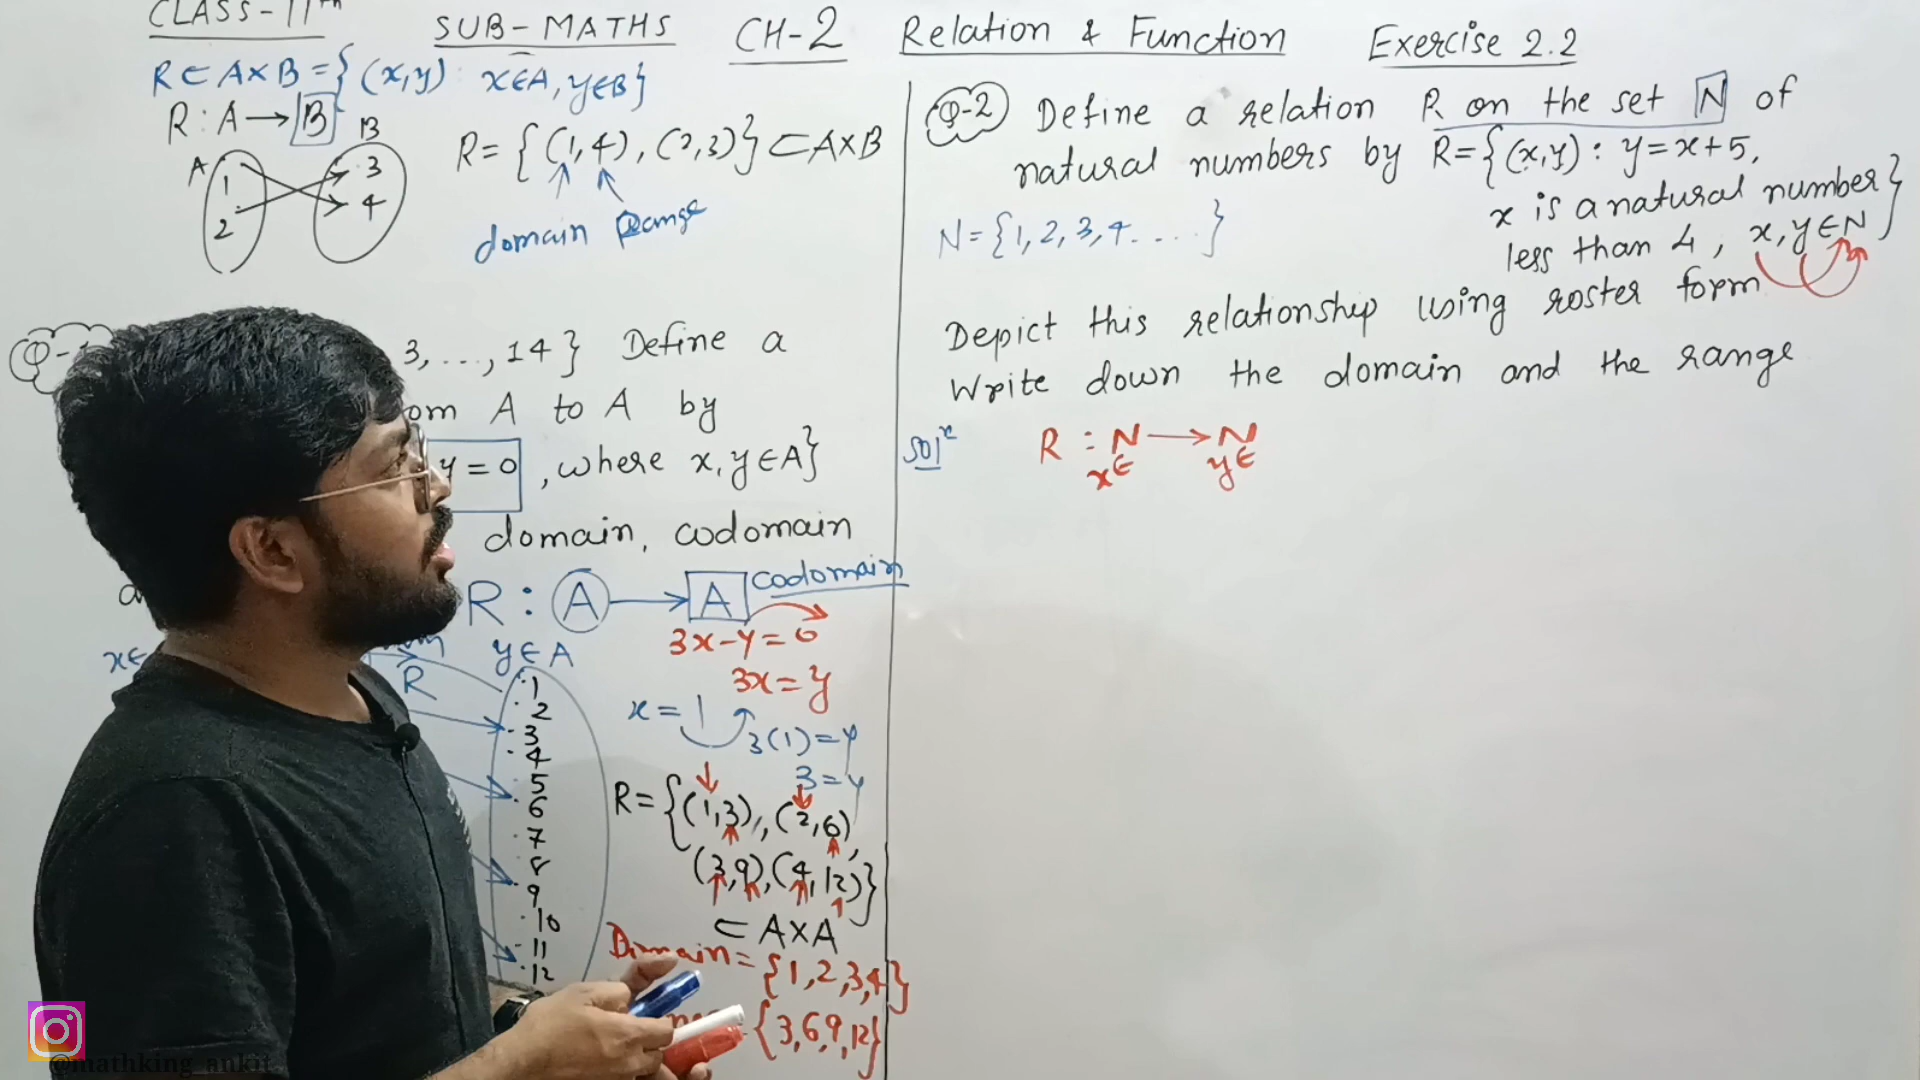 CLASS-11th SUB-MATHS CH-2 Relation & Function Exercise 2.2
R⊂A×B={(x,y) : x∈A, y∈B}
R:A→B
A B
1 3
2 4
R={(1,4),(2,3)}⊂A×B
domain Range
3,...,14} Define a
om A to A by
y=0, where x,y∈A}
domain, codomain
R : A → A codomain
x∈
y∈A
R
1
2
3
4
5
6
7
8
9
10
11
12
3x-y=0
3x=y
x=1
3(1)=y
3=y
R={(1,3),(2,6),
(3,9),(4,12)}
⊂A×A
Domain={1,2,3,4}
{3,6,9,12}
Q-2 Define a relation R on the set N of
natural numbers by R={(x,y): y=x+5,
x is a natural number
less than 4, x,y∈N}
N={1,2,3,4....}
Depict this relationship using roster form
Write down the domain and the range
Solⁿ R : N→N
x∈ y∈
@mathking_ankit